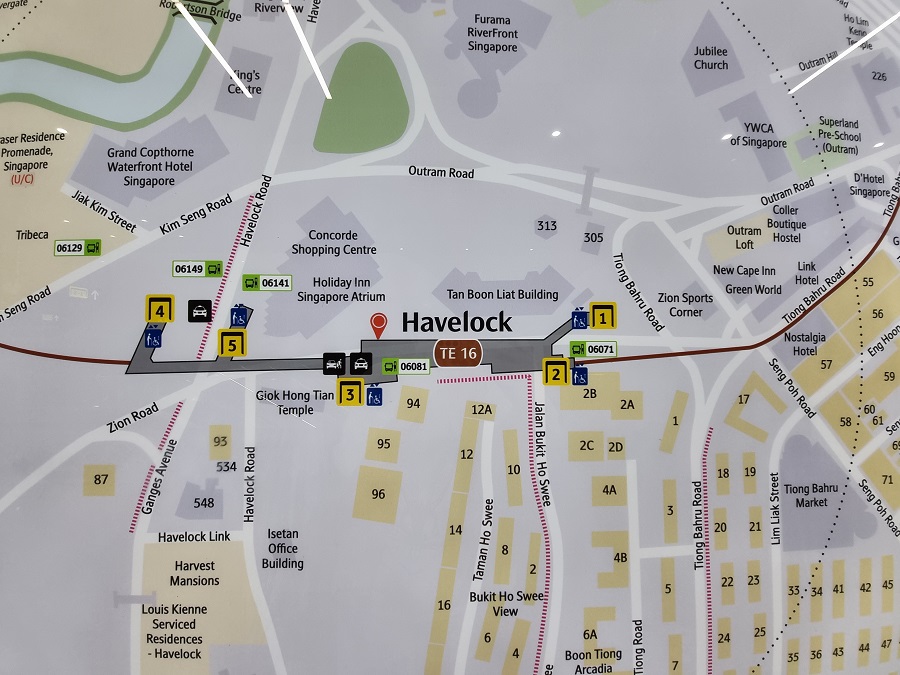 Robertson Bridge
Riverview
Furama
RiverFront
Singapore
Jubilee
Church
Ho Lim
Keng
Temple
Outram Hill
226
King's
Centre
Grand Copthorne
Waterfront Hotel
Singapore
Residence
Promenade,
Singapore
(U/C)
YWCA
of Singapore
Superland
Pre-School
(Outram)
D'Hotel
Singapore
Outram Road
Outram Road
Jiak Kim Street
Kim Seng Road
Havelock Road
Tribeca
06129
06149
06141
Concorde
Shopping Centre
Holiday Inn
Singapore Atrium
313
305
Outram
Loft
Coller
Boutique
Hostel
New Cape Inn
Green World
Link
Hotel
Tiong Bahru Road
Tiong Bahru Road
Zion Sports
Corner
Tan Boon Liat Building
Seng Road
4
5
1
Havelock
TE 16
06071
06081
2
3
Nostalgia
Hotel
55
56
57
58
59
60
61
71
Seng Poh Road
Seng Poh Road
Giok Hong Tian
Temple
Zion Road
Ganges Avenue
Havelock Road
93
534
87
548
94
95
96
12A
12
14
16
10
8
2
6
4
Jalan Bukit Ho Swee
Taman Ho Swee
Bukit Ho Swee
View
2B
2A
2C
2D
4A
4B
6A
Boon Tiong
Arcadia
1
3
5
7
Tiong Bahru Road
Tiong Road
17
18
19
20
21
22
23
24
25
Lim Liak Street
Tiong Bahru
Market
33
34
41
42
45
35
36
43
44
47
Havelock Link
Harvest
Mansions
Isetan
Office
Building
Louis Kienne
Serviced
Residences
- Havelock